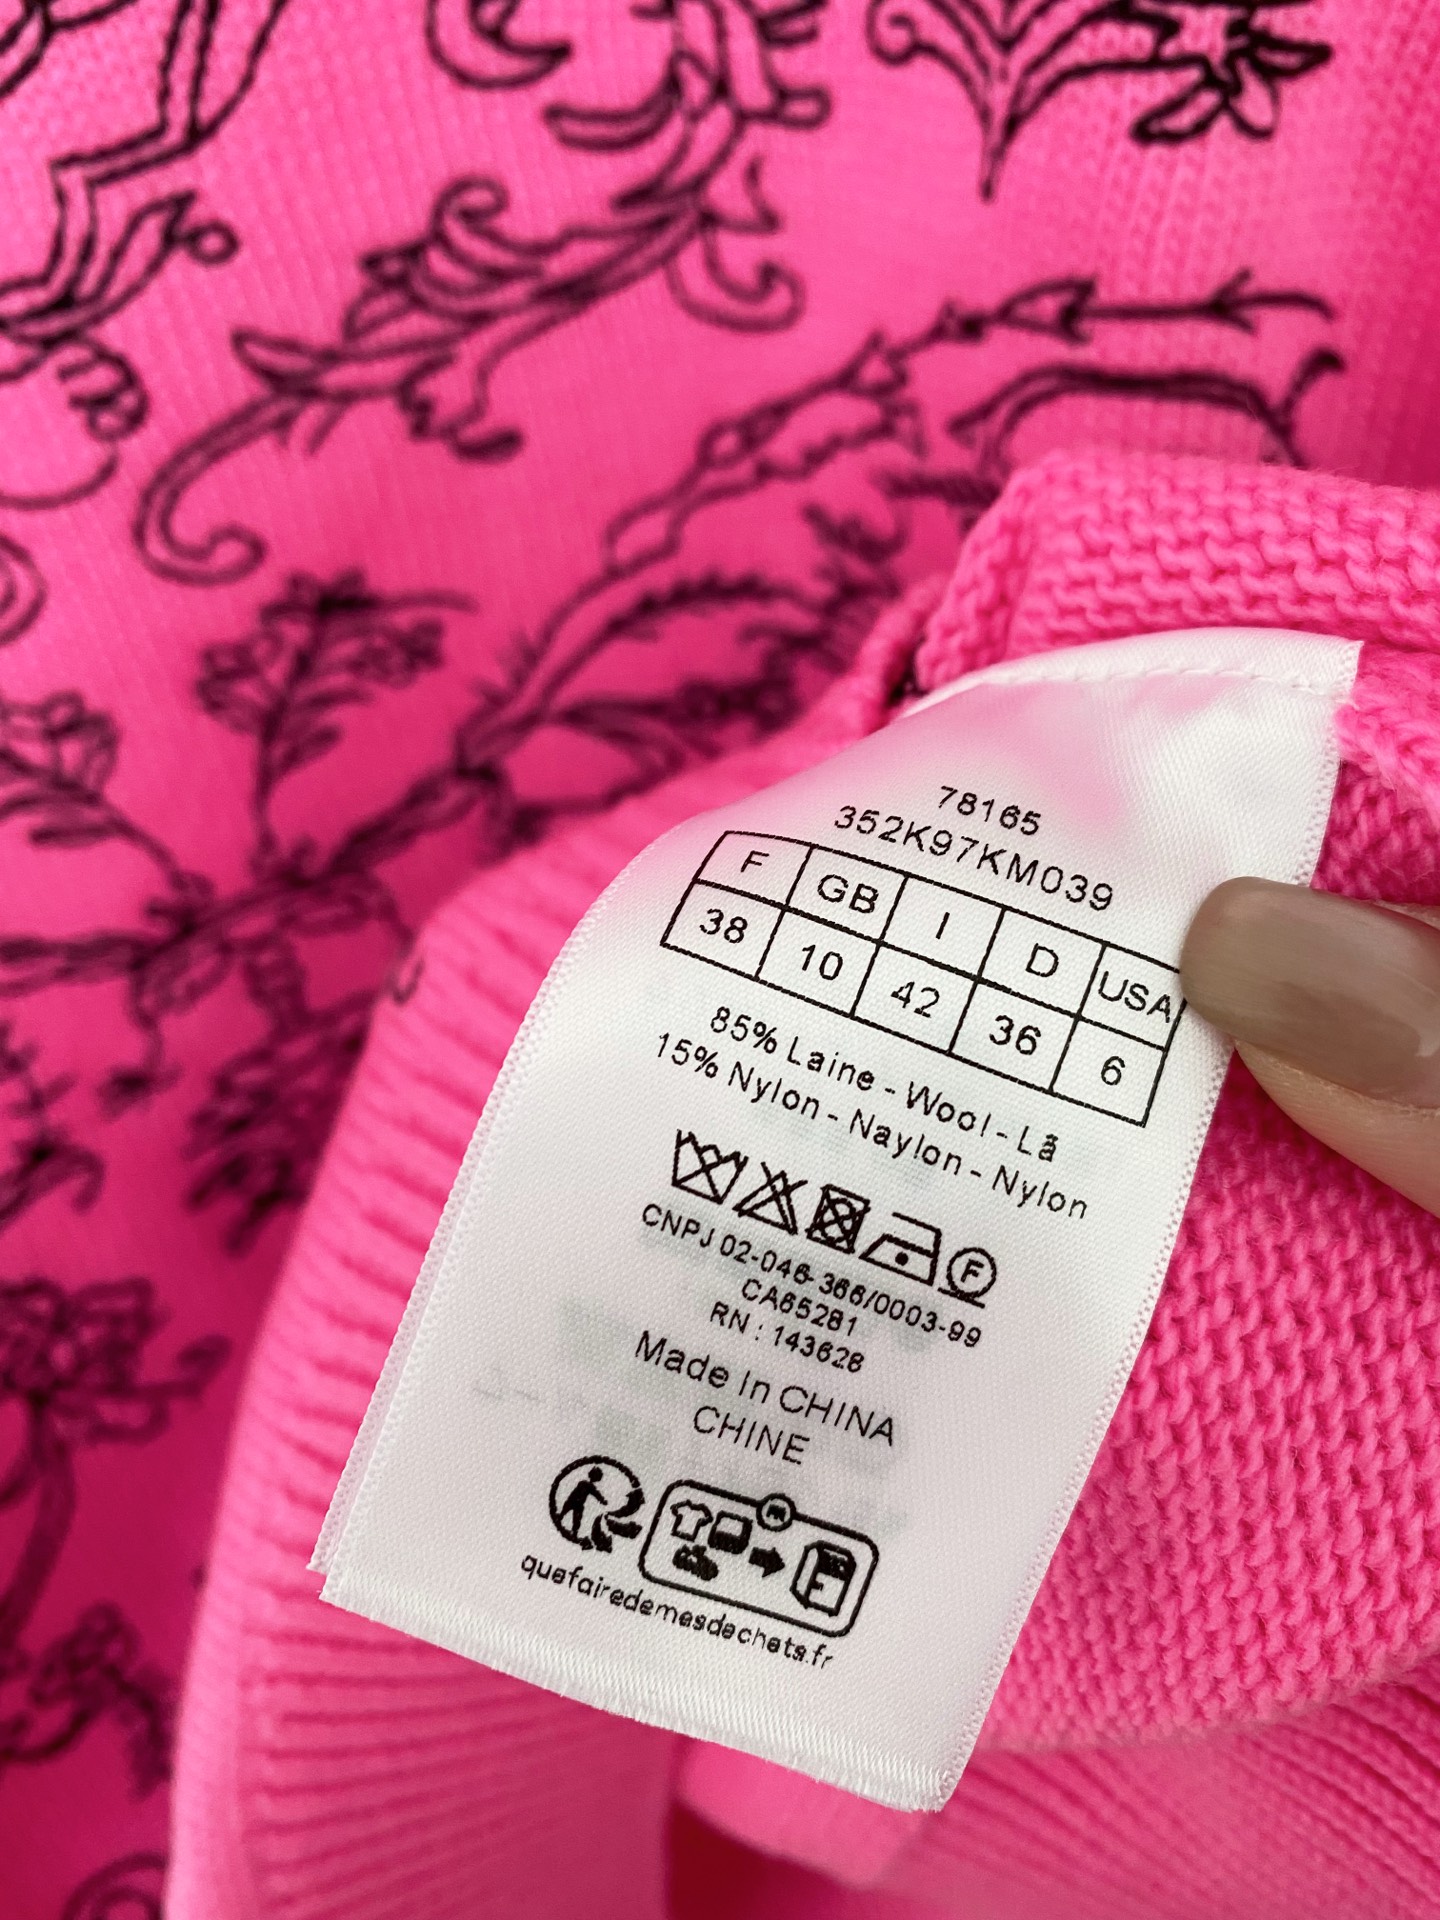 78165
352K97KM039
F GB I D USA
38 10 42 36 6
85% Laine - Wool - Lã
15% Nylon - Naylon - Nylon
F
CNPJ 02-046-366/0003-99
CA65281
RN : 143628
Made In CHINA
CHINE
FR
quefairedemesdechets.fr